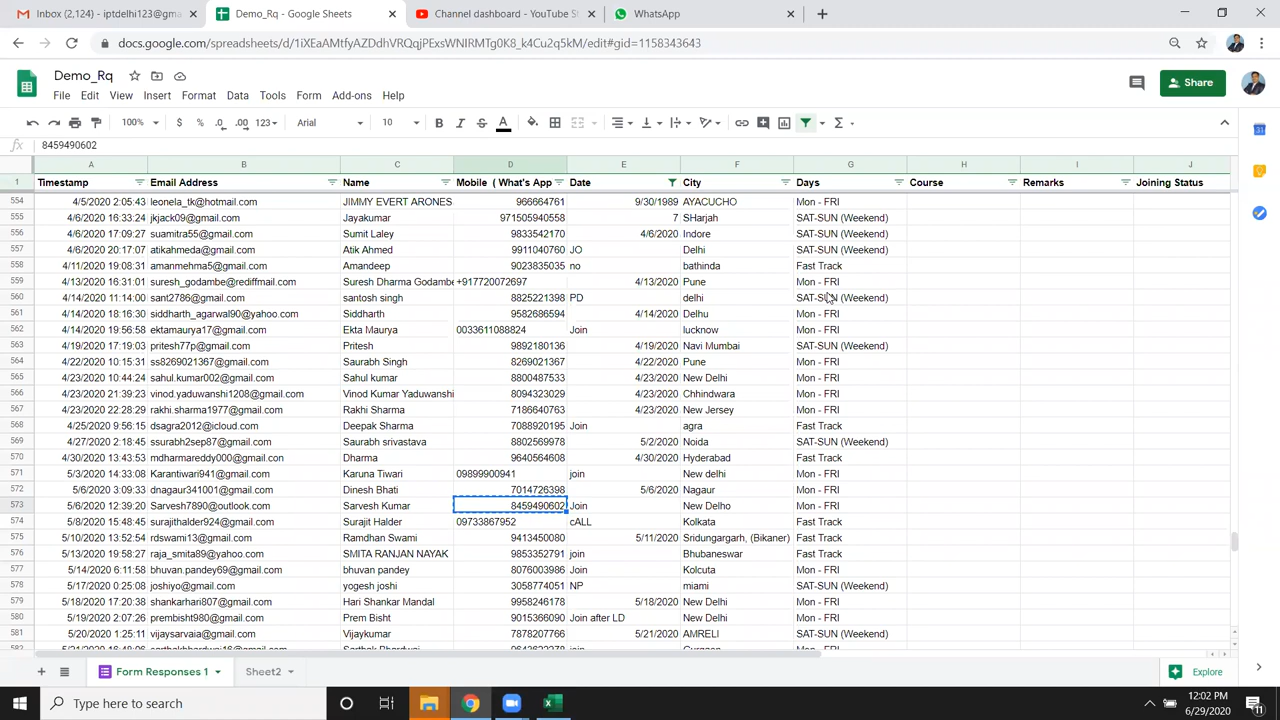 Inbox (2,124) - iptdelhi123@gma
Demo_Rq - Google Sheets
Channel dashboard - YouTube St
WhatsApp
docs.google.com/spreadsheets/d/1iXEaAMtfyAZDdhVRQqjPExsWNIRMTg0K8_k4Cu2q5kM/edit#gid=1158343643
Demo_Rq
Share
File Edit View Insert Format Data Tools Form Add-ons Help
100% $ % .0 .00 123 Arial 10 B I S A
fx 8459490602
A B C D E F G H I J
1 Timestamp Email Address Name Mobile ( What's App Date City Days Course Remarks Joining Status
554 4/5/2020 2:05:43 leonela_tk@hotmail.com JIMMY EVERT ARONES 966664761 9/30/1989 AYACUCHO Mon - FRI
555 4/6/2020 16:33:24 jkjack09@gmail.com Jayakumar 971505940558 7 SHarjah SAT-SUN (Weekend)
556 4/6/2020 17:09:27 suamitra55@gmail.com Sumit Laley 9833542170 4/6/2020 Indore SAT-SUN (Weekend)
557 4/6/2020 20:17:07 atikahmeda@gmail.com Atik Ahmed 9911040760 JO Delhi SAT-SUN (Weekend)
558 4/11/2020 19:08:31 amanmehma5@gmail.com Amandeep 9023835035 no bathinda Fast Track
559 4/13/2020 16:31:01 suresh_godambe@rediffmail.com Suresh Dharma Godambe +917720072697 4/13/2020 Pune Mon - FRI
560 4/14/2020 11:14:00 sant2786@gmail.com santosh singh 8825221398 PD delhi SAT-SUN (Weekend)
561 4/14/2020 18:16:30 siddharth_agarwal90@yahoo.com Siddharth 9582686594 4/14/2020 Delhu Mon - FRI
562 4/14/2020 19:56:58 ektamaurya17@gmail.com Ekta Maurya 0033611088824 Join lucknow Mon - FRI
563 4/19/2020 17:19:03 pritesh77p@gmail.com Pritesh 9892180136 4/19/2020 Navi Mumbai SAT-SUN (Weekend)
564 4/22/2020 10:15:31 ss8269021367@gmail.com Saurabh Singh 8269021367 4/22/2020 Pune Mon - FRI
565 4/23/2020 10:44:24 sahul.kumar002@gmail.com Sahul kumar 8800487533 4/23/2020 New Delhi Mon - FRI
566 4/23/2020 21:39:23 vinod.yaduwanshi1208@gmail.com Vinod Kumar Yaduwanshi 8094323029 4/23/2020 Chhindwara Mon - FRI
567 4/23/2020 22:28:29 rakhi.sharma1977@gmail.com Rakhi Sharma 7186640763 4/23/2020 New Jersey Mon - FRI
568 4/25/2020 9:56:15 dsagra2012@icloud.com Deepak Sharma 7088920195 Join agra Fast Track
569 4/27/2020 2:18:45 ssurabh2sep87@gmail.com Saurabh srivastava 8802569978 5/2/2020 Noida SAT-SUN (Weekend)
570 4/30/2020 4:43:53 mdharmareddy000@gmail.con Dharma 9640564608 4/30/2020 Hyderabad Fast Track
571 5/3/2020 14:33:08 Karantiwari941@gmail.com Karuna Tiwari 09899900941 join New delhi Mon - FRI
572 5/6/2020 3:09:33 dnagaur341001@gmail.com Dinesh Bhati 7014726398 5/6/2020 Nagaur Mon - FRI
573 5/6/2020 12:39:20 Sarvesh7890@outlook.com Sarvesh Kumar 8459490602 Join New Delho Mon - FRI
574 5/8/2020 15:48:45 surajithalder924@gmail.com Surajit Halder 09733867952 cALL Kolkata Fast Track
575 5/10/2020 13:52:54 rdswami13@gmail.com Ramdhan Swami 9413450080 5/11/2020 Sridungargarh, (Bikaner) Fast Track
576 5/13/2020 19:58:27 raja_smita89@yahoo.com SMITA RANJAN NAYAK 9853352791 join Bhubaneswar Fast Track
577 5/14/2020 6:11:58 bhuvan.pandey69@gmail.com bhuvan pandey 8076003986 Join Kolcuta Mon - FRI
578 5/17/2020 0:25:08 joshiyo@gmail.com yogesh joshi 3058774051 NP miami SAT-SUN (Weekend)
579 5/18/2020 17:20:38 shankarhari807@gmail.com Hari Shankar Mandal 9958246178 5/18/2020 New Delhi Mon - FRI
580 5/19/2020 2:07:26 prembisht980@gmail.com Prem Bisht 9015366090 Join after LD New Delhi Mon - FRI
581 5/20/2020 1:25:11 vijaysarvaia@gmail.com Vijaykumar 7878207766 5/21/2020 AMRELI SAT-SUN (Weekend)
Form Responses 1 Sheet2 Explore
Type here to search
12:02 PM
6/29/2020